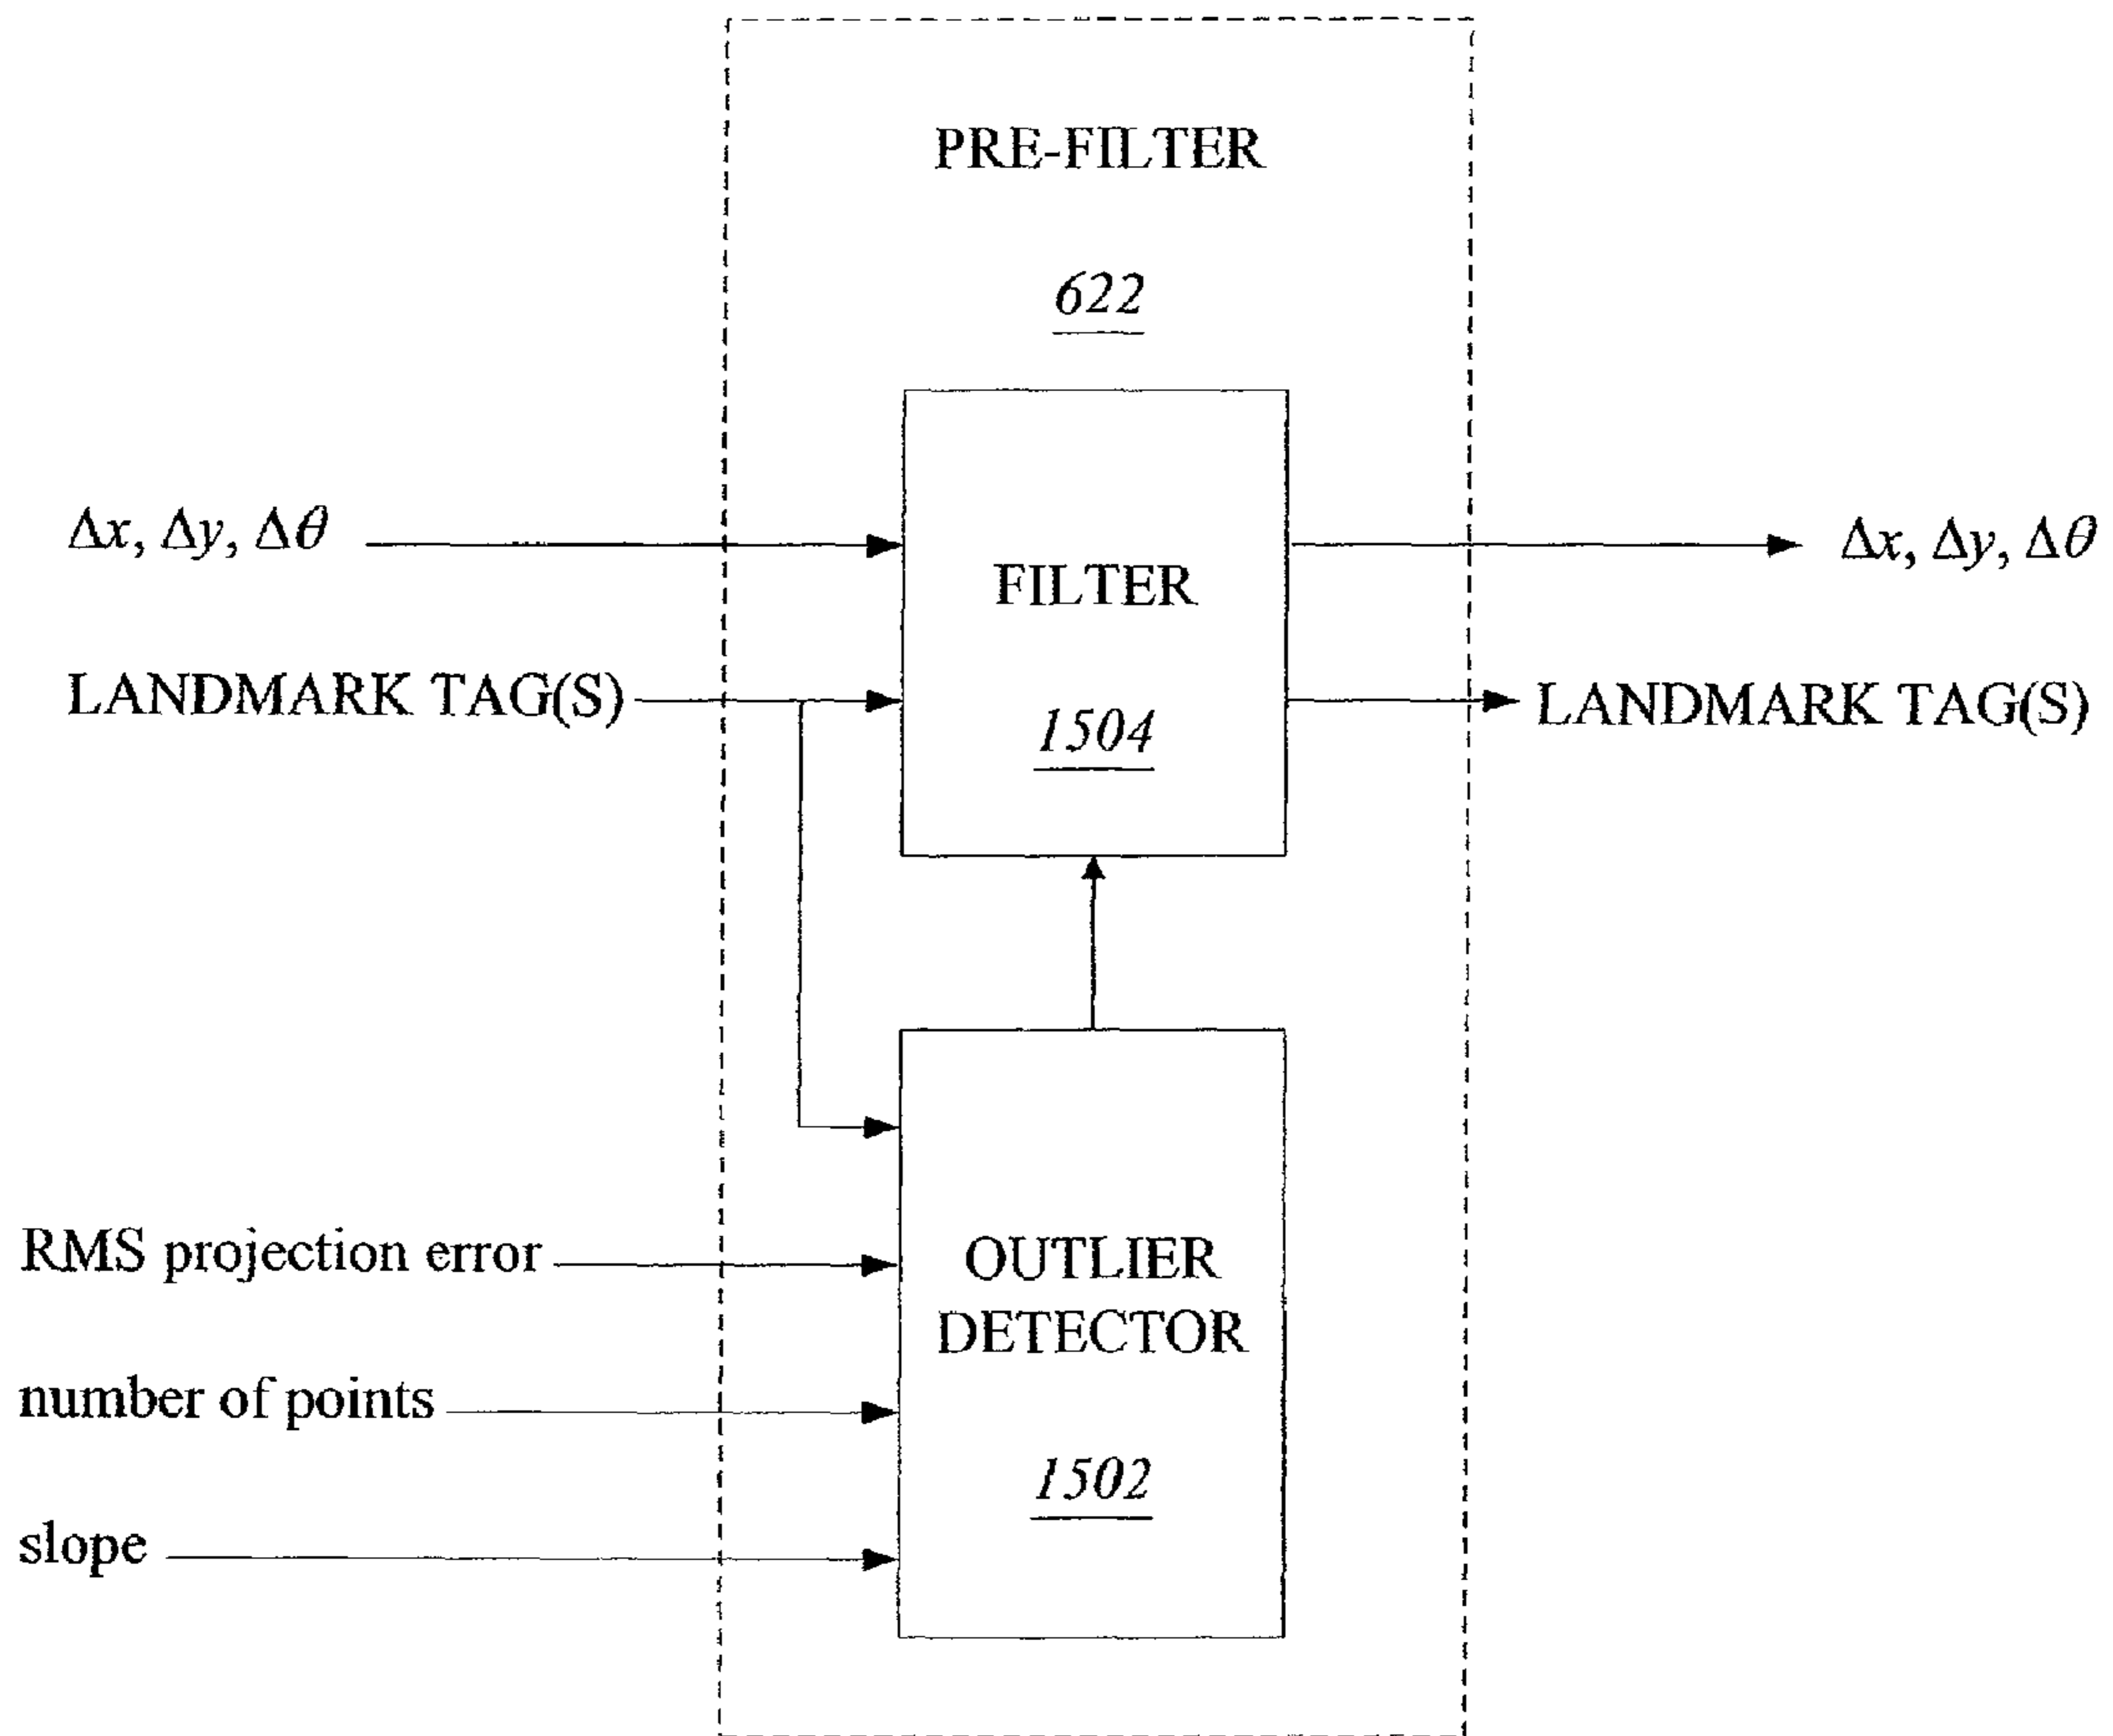 PRE-FILTER
622
Δx, Δy, Δθ
FILTER
Δx, Δy, Δθ
LANDMARK TAG(S)
1504
LANDMARK TAG(S)
RMS projection error
OUTLIER
DETECTOR
number of points
1502
slope